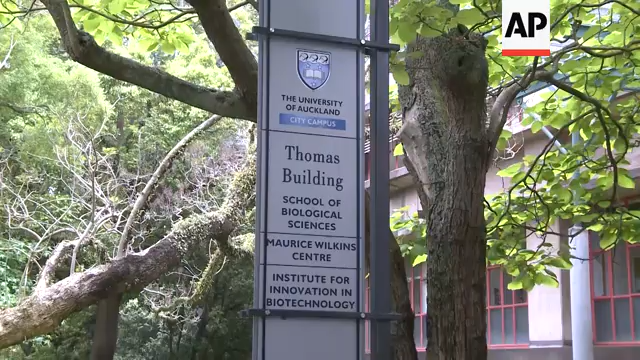 AP
THE UNIVERSITY
OF AUCKLAND
CITY CAMPUS
Thomas
Building
SCHOOL OF
BIOLOGICAL
SCIENCES
MAURICE WILKINS
CENTRE
INSTITUTE FOR
INNOVATION IN
BIOTECHNOLOGY